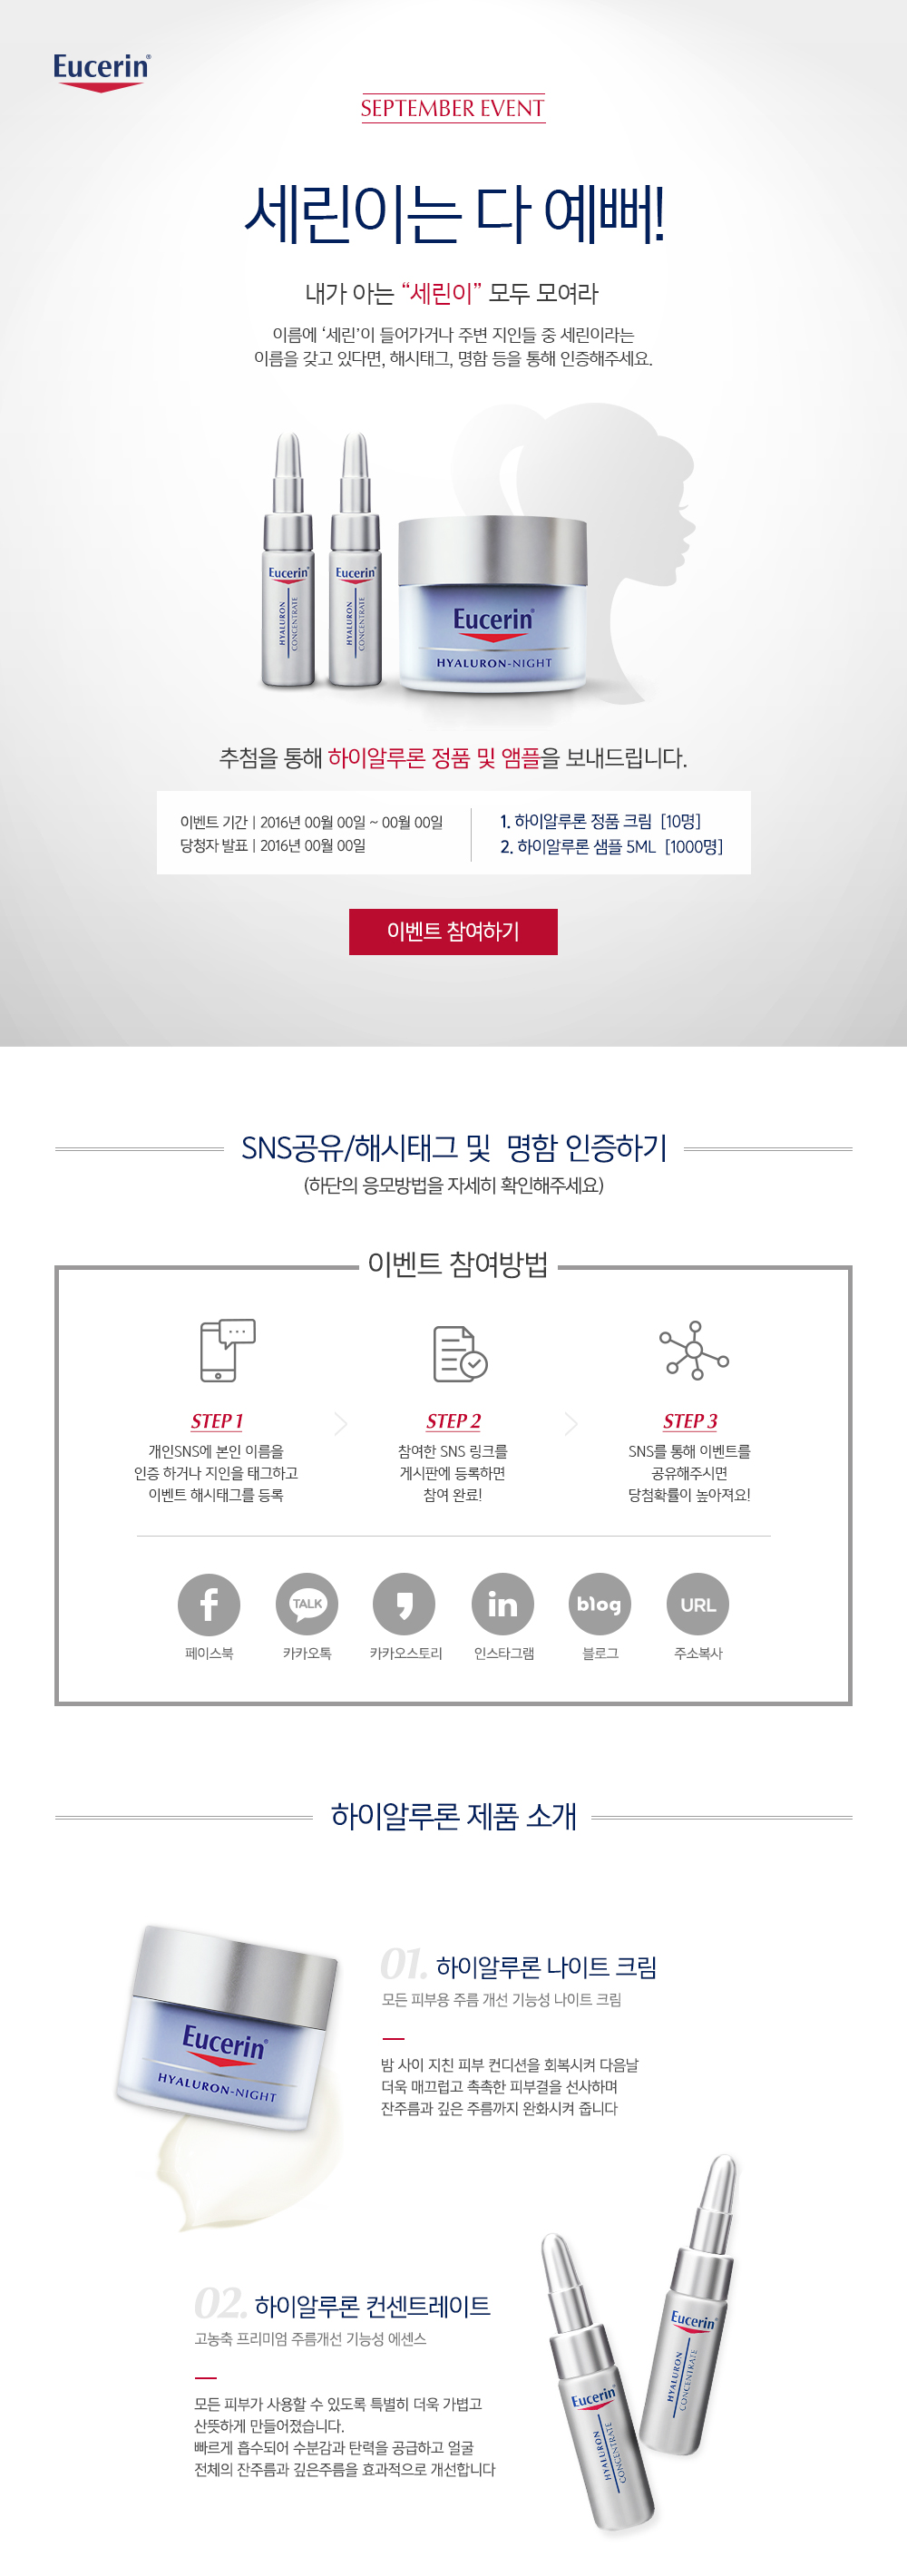 Eucerin®
SEPTEMBER EVENT
세린이는 다 예뻐!
내가 아는 “세린이” 모두 모여라
이름에 ‘세린’이 들어가거나 주변 지인들 중 세린이라는
이름을 갖고 있다면, 해시태그, 명함 등을 통해 인증해주세요.
Eucerin®
HYALURON
CONCENTRATE
Eucerin®
HYALURON
CONCENTRATE
Eucerin®
HYALURON-NIGHT
추첨을 통해 하이알루론 정품 및 앰플을 보내드립니다.
이벤트 기간 | 2016년 00월 00일 ~ 00월 00일
당첨자 발표 | 2016년 00월 00일
1. 하이알루론 정품 크림 [10명]
2. 하이알루론 샘플 5ML [1000명]
이벤트 참여하기
SNS공유/해시태그 및 명함 인증하기
(하단의 응모방법을 자세히 확인해주세요)
이벤트 참여방법
STEP 1
개인SNS에 본인 이름을
인증 하거나 지인을 태그하고
이벤트 해시태그를 등록
STEP 2
참여한 SNS 링크를
게시판에 등록하면
참여 완료!
STEP 3
SNS를 통해 이벤트를
공유해주시면
당첨확률이 높아져요!
f
페이스북
TALK
카카오톡
카카오스토리
in
인스타그램
blog
블로그
URL
주소복사
하이알루론 제품 소개
Eucerin®
HYALURON-NIGHT
01. 하이알루론 나이트 크림
모든 피부용 주름 개선 기능성 나이트 크림
밤 사이 지친 피부 컨디션을 회복시켜 다음날
더욱 매끄럽고 촉촉한 피부결을 선사하며
잔주름과 깊은 주름까지 완화시켜 줍니다
02. 하이알루론 컨센트레이트
고농축 프리미엄 주름개선 기능성 에센스
모든 피부가 사용할 수 있도록 특별히 더욱 가볍고
산뜻하게 만들어졌습니다.
빠르게 흡수되어 수분감과 탄력을 공급하고 얼굴
전체의 잔주름과 깊은주름을 효과적으로 개선합니다
Eucerin®
HYALURON
CONCENTRATE
Eucerin®
HYALURON
CONCENTRATE